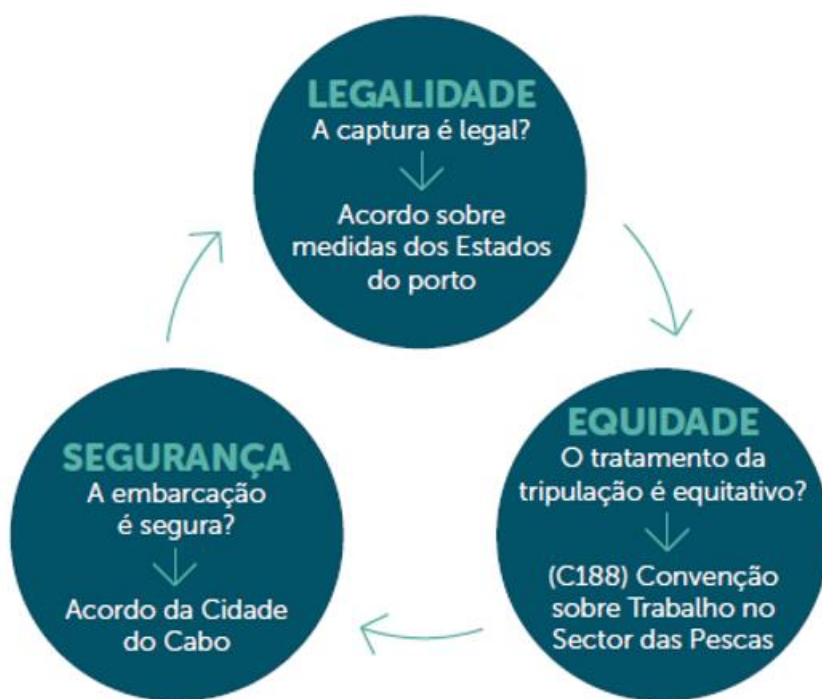 LEGALIDADE
A captura é legal?
Acordo sobre
medidas dos Estados
do porto
EQUIDADE
O tratamento da
tripulação é equitativo?
(C188) Convenção
sobre Trabalho no
Sector das Pescas
SEGURANÇA
A embarcação
é segura?
Acordo da Cidade
do Cabo